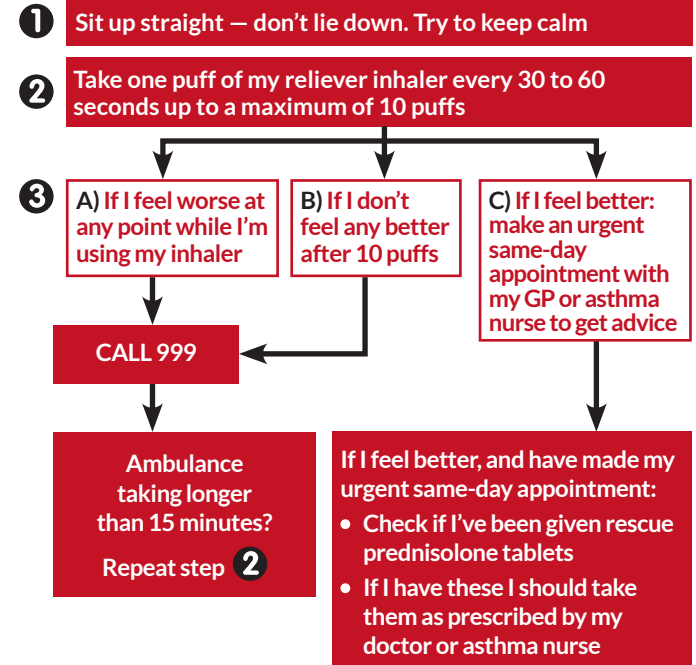 1
Sit up straight — don't lie down. Try to keep calm
2
Take one puff of my reliever inhaler every 30 to 60
seconds up to a maximum of 10 puffs
3
A) If I feel worse at
any point while I'm
using my inhaler
B) If I don't
feel any better
after 10 puffs
C) If I feel better:
make an urgent
same-day
appointment with
my GP or asthma
nurse to get advice
CALL 999
Ambulance
taking longer
than 15 minutes?
Repeat step 2
If I feel better, and have made my
urgent same-day appointment:
• Check if I've been given rescue
prednisolone tablets
• If I have these I should take
them as prescribed by my
doctor or asthma nurse